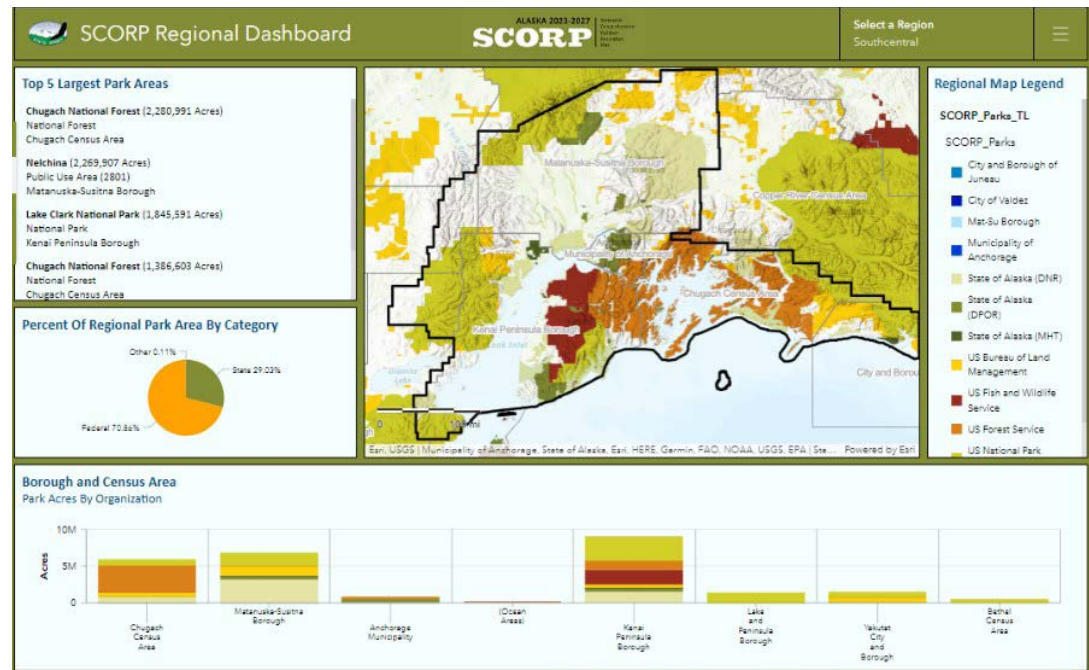 SCORP Regional Dashboard
ALASKA 2023-2027
SCORP
Select a Region
Southcentral
Top 5 Largest Park Areas
Chugach National Forest (2,280,991 Acres)
National Forest
Chugach Census Area
Nelchina (2,269,907 Acres)
Public Use Area (2801)
Matanuska-Susitna Borough
Lake Clark National Park (1,845,591 Acres)
National Park
Kenai Peninsula Borough
Chugach National Forest (1,386,603 Acres)
National Forest
Chugach Census Area
Percent Of Regional Park Area By Category
Other 0.11%
State 29.03%
Federal 70.86%
Matanuska-Susitna Borough
Copper River Census Area
Municipality of Anchorage
Chugach Census Area
Kenai Peninsula Borough
Cook Inlet
City and Borou
0
mi
Esri, USGS | Municipality of Anchorage, State of Alaska, Esri, HERE, Garmin, FAO, NOAA, USGS, EPA | Sta...
Powered by Esri
Regional Map Legend
SCORP_Parks_TL
SCORP_Parks
City and Borough of
Juneau
City of Valdez
Mat-Su Borough
Municipality of
Anchorage
State of Alaska (DNR)
State of Alaska
(DPOR)
State of Alaska (MHT)
US Bureau of Land
Management
US Fish and Wildlife
Service
US Forest Service
US National Park
Borough and Census Area
Park Acres By Organization
Acres
10M
5M
0
Chugach
Census
Area
Matanuska-Susitna
Borough
Anchorage
Municipality
(Ocean
Areas)
Kenai
Peninsula
Borough
Lake
and
Peninsula
Borough
Yakutat
City
and
Borough
Bethel
Census
Area